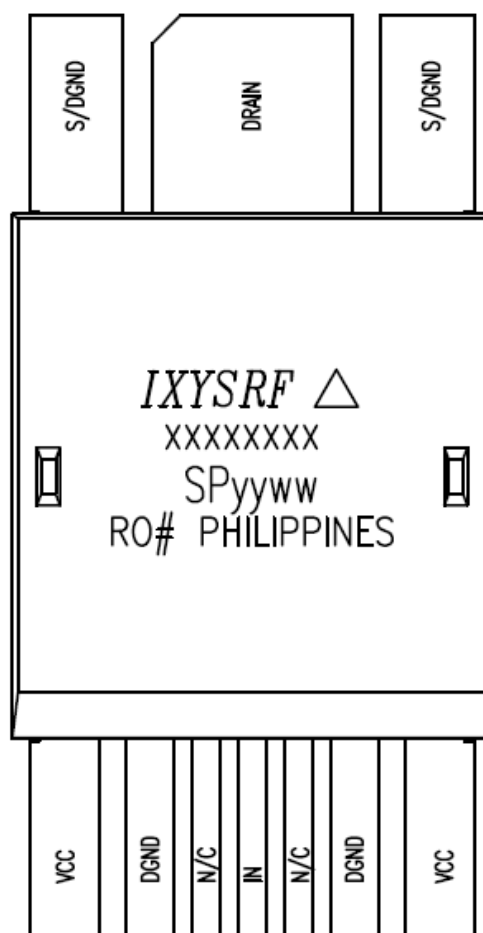 S/DGND
DRAIN
S/DGND
IXYSRF △
XXXXXXXX
SPyyww
RO# PHILIPPINES
VCC
DGND
N/C
IN
N/C
DGND
VCC